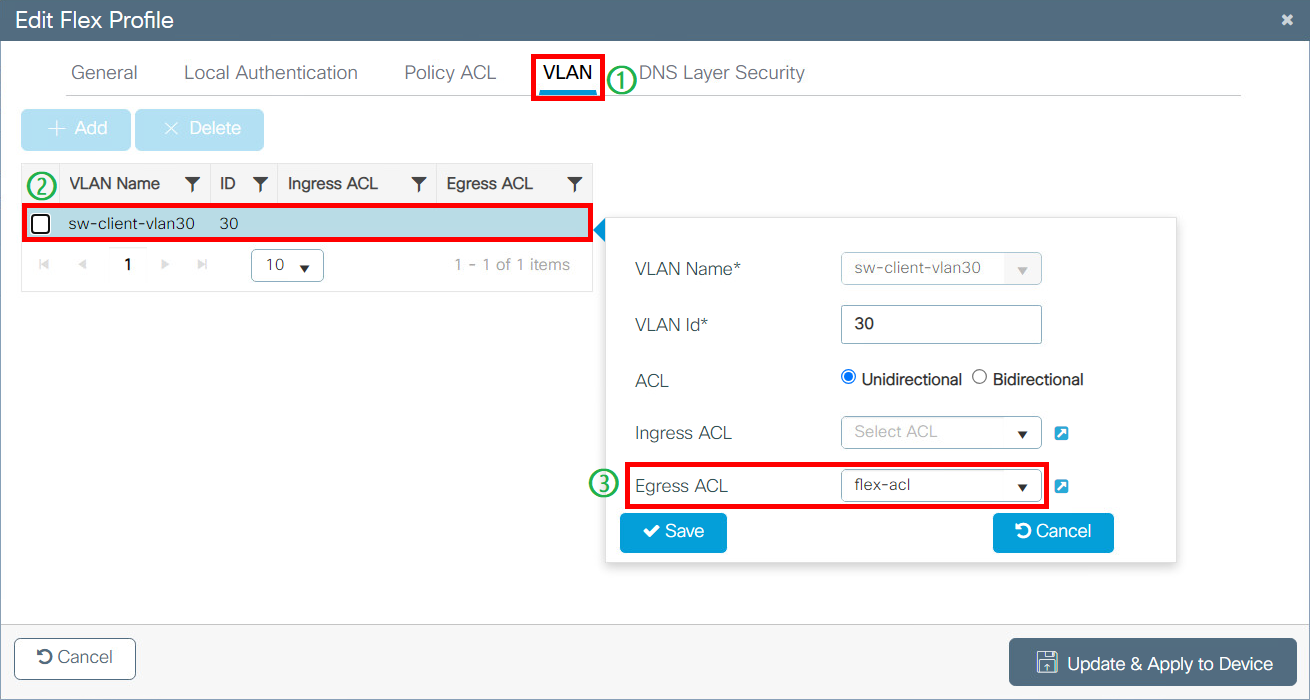 Edit Flex Profile
General Local Authentication Policy ACL VLAN ① DNS Layer Security
Add Delete
② VLAN Name ID Ingress ACL Egress ACL
sw-client-vlan30 30
1 10 1 - 1 of 1 items
VLAN Name* sw-client-vlan30
VLAN Id* 30
ACL Unidirectional Bidirectional
Ingress ACL Select ACL
③ Egress ACL flex-acl
Save Cancel
Cancel Update & Apply to Device